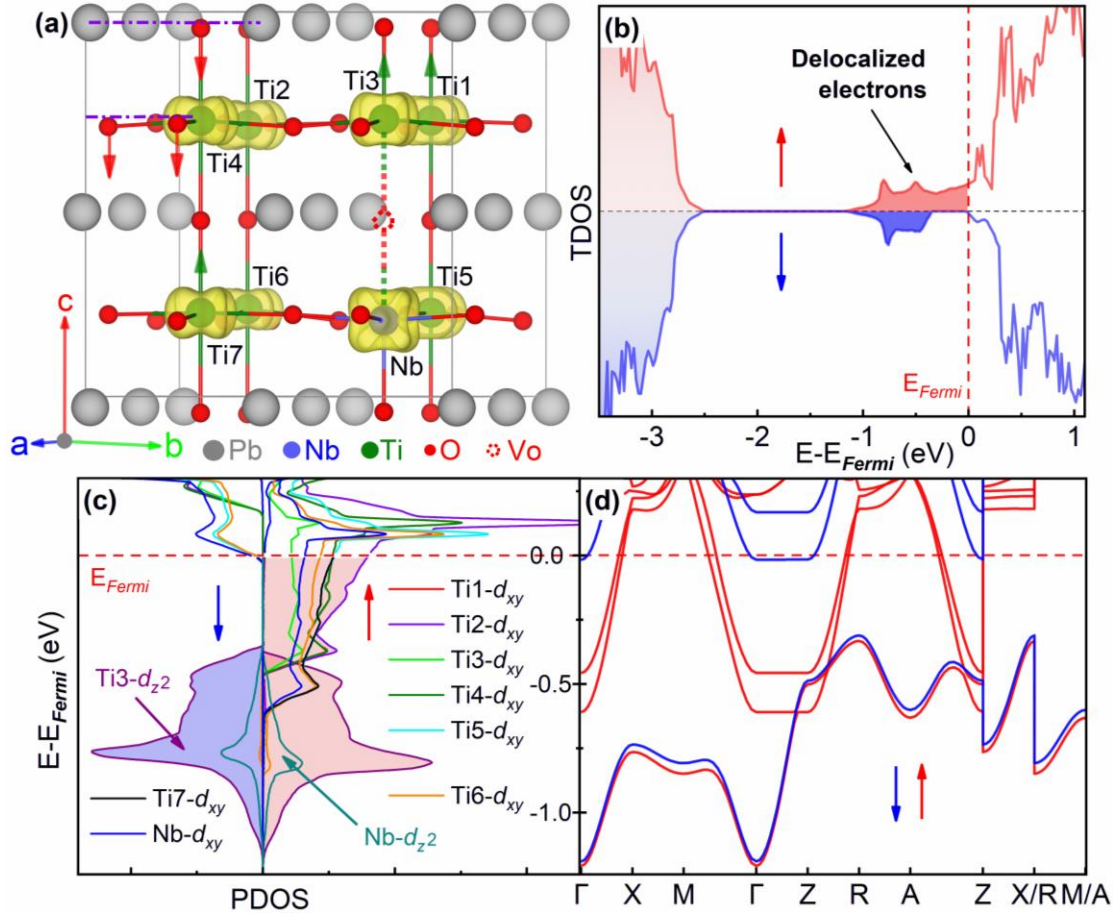 (a)
Ti2
Ti3
Ti1
Ti4
Ti6
Ti5
Ti7
Nb
c
a
b
Pb
Nb
Ti
O
Vo
(b)
Delocalized
electrons
TDOS
E_Fermi
-3
-2
-1
0
1
E-E_Fermi (eV)
(c)
E_Fermi
E-E_Fermi (eV)
Ti3-d_z2
Ti1-d_xy
Ti2-d_xy
Ti3-d_xy
Ti4-d_xy
Ti5-d_xy
Ti7-d_xy
Ti6-d_xy
Nb-d_xy
Nb-d_z2
PDOS
(d)
0.0
-0.5
-1.0
Γ X M Γ Z R A Z X/R M/A